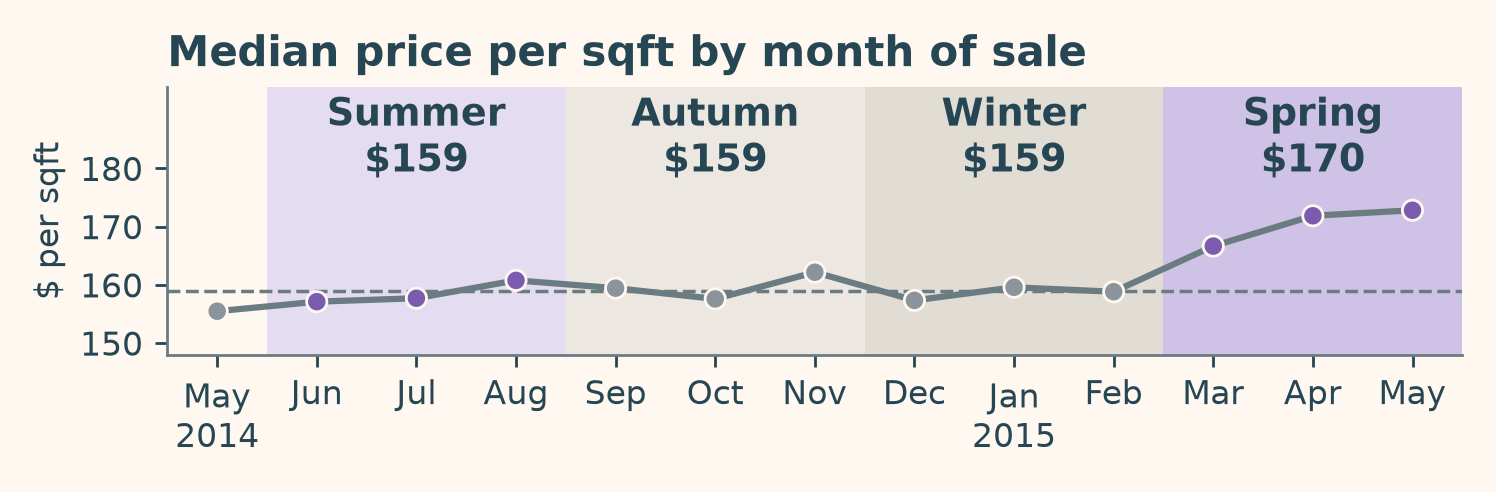 Median price per sqft by month of sale
Summer
$159
Autumn
$159
Winter
$159
Spring
$170
$ per sqft
180
170
160
150
May
2014
Jun
Jul
Aug
Sep
Oct
Nov
Dec
Jan
2015
Feb
Mar
Apr
May